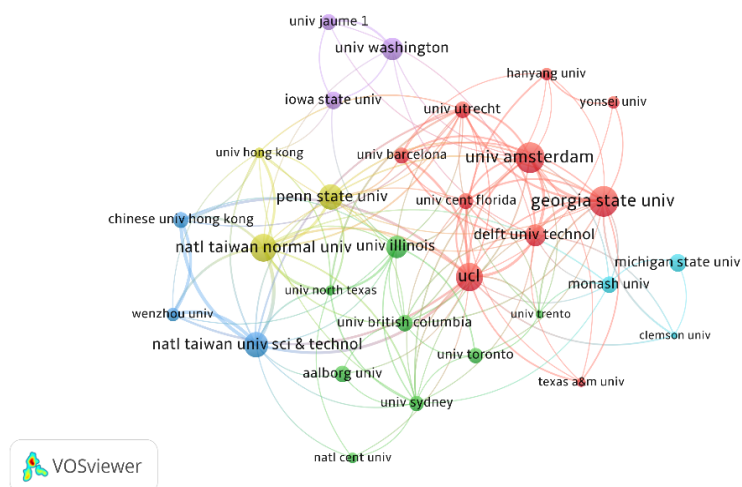 univ jaume 1
univ washington
hanyang univ
iowa state univ
yonsei univ
univ utrecht
univ hong kong
univ barcelona
univ amsterdam
penn state univ
univ cent florida
georgia state univ
chinese univ hong kong
delft univ technol
natl taiwan normal univ
univ illinois
michigan state univ
ucl
monash univ
univ north texas
wenzhou univ
univ trento
univ british columbia
clemson univ
natl taiwan univ sci & technol
univ toronto
aalborg univ
texas a&m univ
univ sydney
natl cent univ
VOSviewer